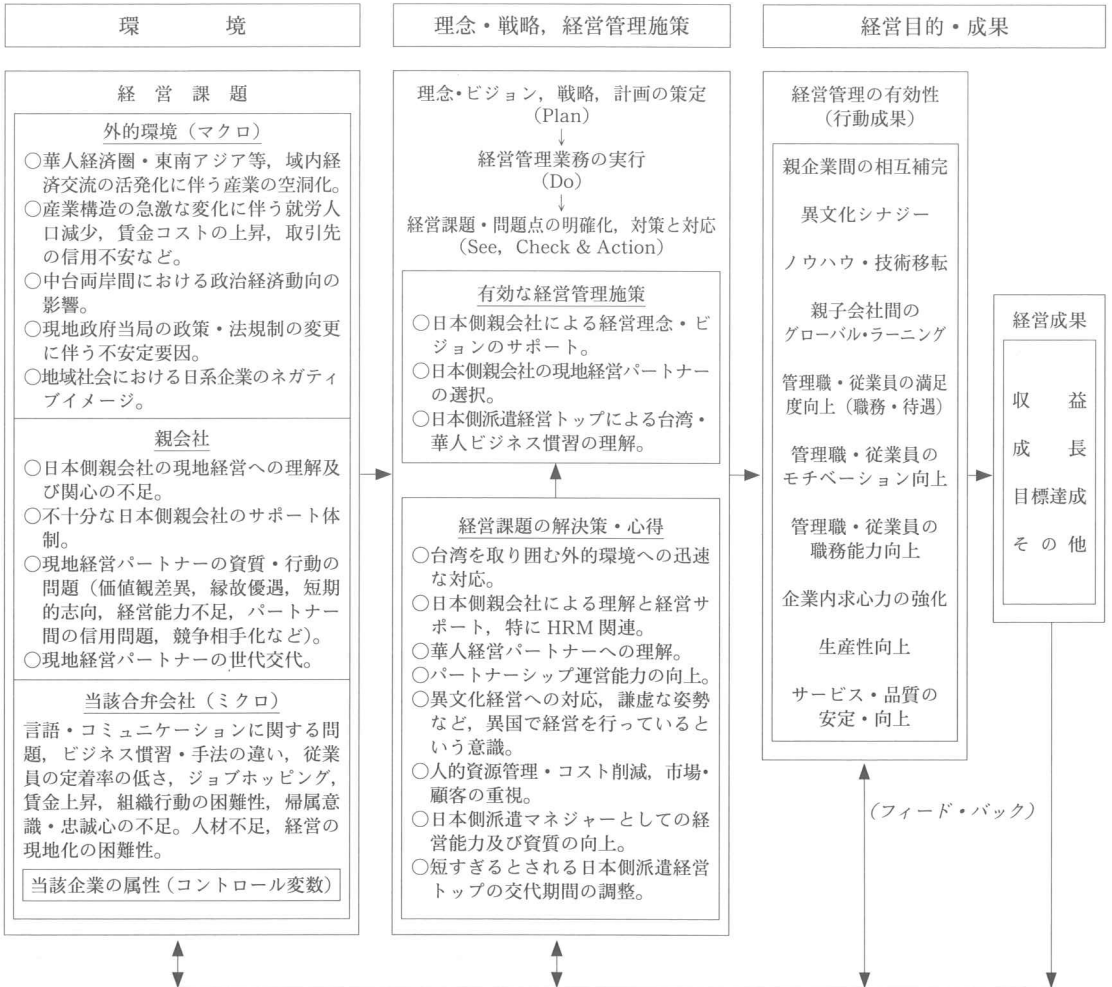 環　　境
理念・戦略，経営管理施策
経営目的・成果
経　営　課　題
外的環境（マクロ）
○華人経済圏・東南アジア等，域内経
済交流の活発化に伴う産業の空洞化。
○産業構造の急激な変化に伴う就労人
口減少，賃金コストの上昇，取引先
の信用不安など。
○中台両岸間における政治経済動向の
影響。
○現地政府当局の政策・法規制の変更
に伴う不安定要因。
○地域社会における日系企業のネガティ
ブイメージ。
親会社
○日本側親会社の現地経営への理解及
び関心の不足。
○不十分な日本側親会社のサポート体
制。
○現地経営パートナーの資質・行動の
問題（価値観差異，縁故優遇，短期
的志向，経営能力不足，パートナー
間の信用問題，競争相手化など）。
○現地経営パートナーの世代交代。
当該合弁会社（ミクロ）
言語・コミュニケーションに関する問
題，ビジネス慣習・手法の違い，従業
員の定着率の低さ，ジョブホッピング，
賃金上昇，組織行動の困難性，帰属意
識・忠誠心の不足。人材不足，経営の
現地化の困難性。
当該企業の属性（コントロール変数）
理念・ビジョン，戦略，計画の策定
（Plan）
↓
経営管理業務の実行
（Do）
↓
経営課題・問題点の明確化，対策と対応
（See，Check & Action）
有効な経営管理施策
○日本側親会社による経営理念・ビ
ジョンのサポート。
○日本側親会社の現地経営パートナー
の選択。
○日本側派遣経営トップによる台湾・
華人ビジネス慣習の理解。
経営課題の解決策・心得
○台湾を取り囲む外的環境への迅速
な対応。
○日本側親会社による理解と経営サ
ポート，特に HRM 関連。
○華人経営パートナーへの理解。
○パートナーシップ運営能力の向上。
○異文化経営への対応，謙虚な姿勢
など，異国で経営を行っていると
いう意識。
○人的資源管理・コスト削減，市場・
顧客の重視。
○日本側派遣マネジャーとしての経
営能力及び資質の向上。
○短すぎるとされる日本側派遣経営
トップの交代期間の調整。
経営管理の有効性
（行動成果）
親企業間の相互補完
異文化シナジー
ノウハウ・技術移転
親子会社間の
グローバル・ラーニング
管理職・従業員の満足
度向上（職務・待遇）
管理職・従業員の
モチベーション向上
管理職・従業員の
職務能力向上
企業内求心力の強化
生産性向上
サービス・品質の
安定・向上
経営成果
収　益
成　長
目標達成
そ の 他
（フィード・バック）